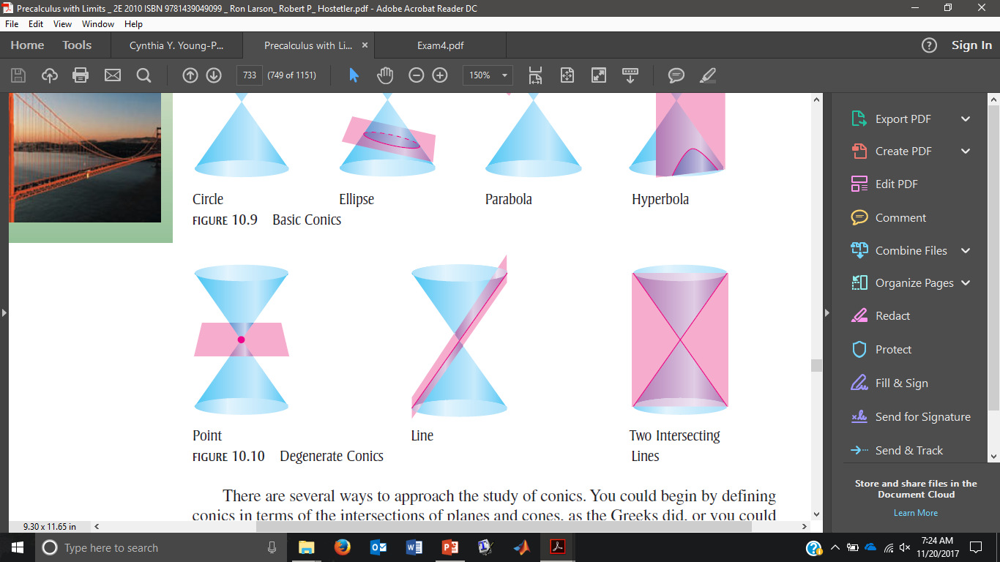 Precalculus with Limits _ 2E 2010 ISBN 9781439049099 _ Ron Larson_ Robert P_ Hostetler.pdf - Adobe Acrobat Reader DC
File Edit View Window Help
Home Tools Cynthia Y. Young-P... Precalculus with Li... × Exam4.pdf Sign In
733 (749 of 1151) 150%
Circle Ellipse Parabola Hyperbola
FIGURE 10.9 Basic Conics
Point Line Two Intersecting
Lines
FIGURE 10.10 Degenerate Conics
There are several ways to approach the study of conics. You could begin by defining
conics in terms of the intersections of planes and cones, as the Greeks did, or you could
9.30 x 11.65 in
Export PDF
Create PDF
Edit PDF
Comment
Combine Files
Organize Pages
Redact
Protect
Fill & Sign
Send for Signature
Send & Track
Store and share files in the
Document Cloud
Learn More
Type here to search
7:24 AM
11/20/2017